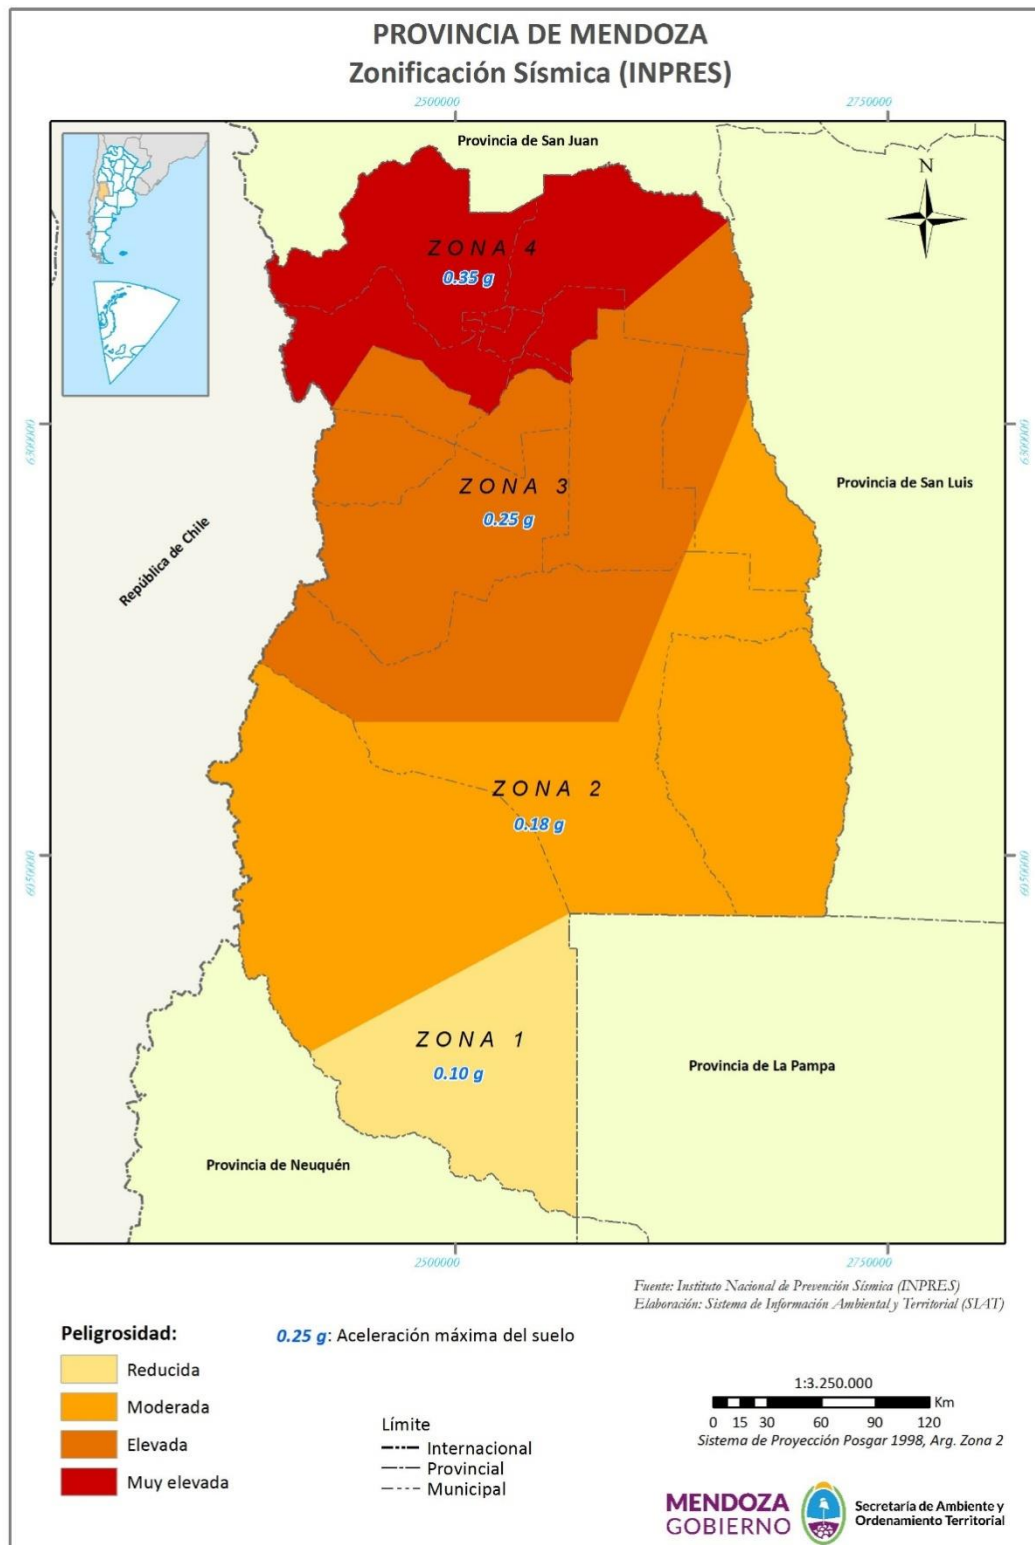 PROVINCIA DE MENDOZA
Zonificación Sísmica (INPRES)
2500000
2750000
Provincia de San Juan
N
ZONA 4
0.35 g
6300000
6300000
ZONA 3
0.25 g
Provincia de San Luis
República de Chile
ZONA 2
0.18 g
6050000
6050000
ZONA 1
0.10 g
Provincia de La Pampa
Provincia de Neuquén
2500000
2750000
Fuente: Instituto Nacional de Prevención Sísmica (INPRES)
Elaboración: Sistema de Información Ambiental y Territorial (SIAT)
Peligrosidad:
0.25 g: Aceleración máxima del suelo
Reducida
Moderada
Elevada
Muy elevada
Límite
Internacional
Provincial
Municipal
1:3.250.000
Km
0 15 30 60 90 120
Sistema de Proyección Posgar 1998, Arg. Zona 2
MENDOZA
GOBIERNO
Secretaría de Ambiente y
Ordenamiento Territorial